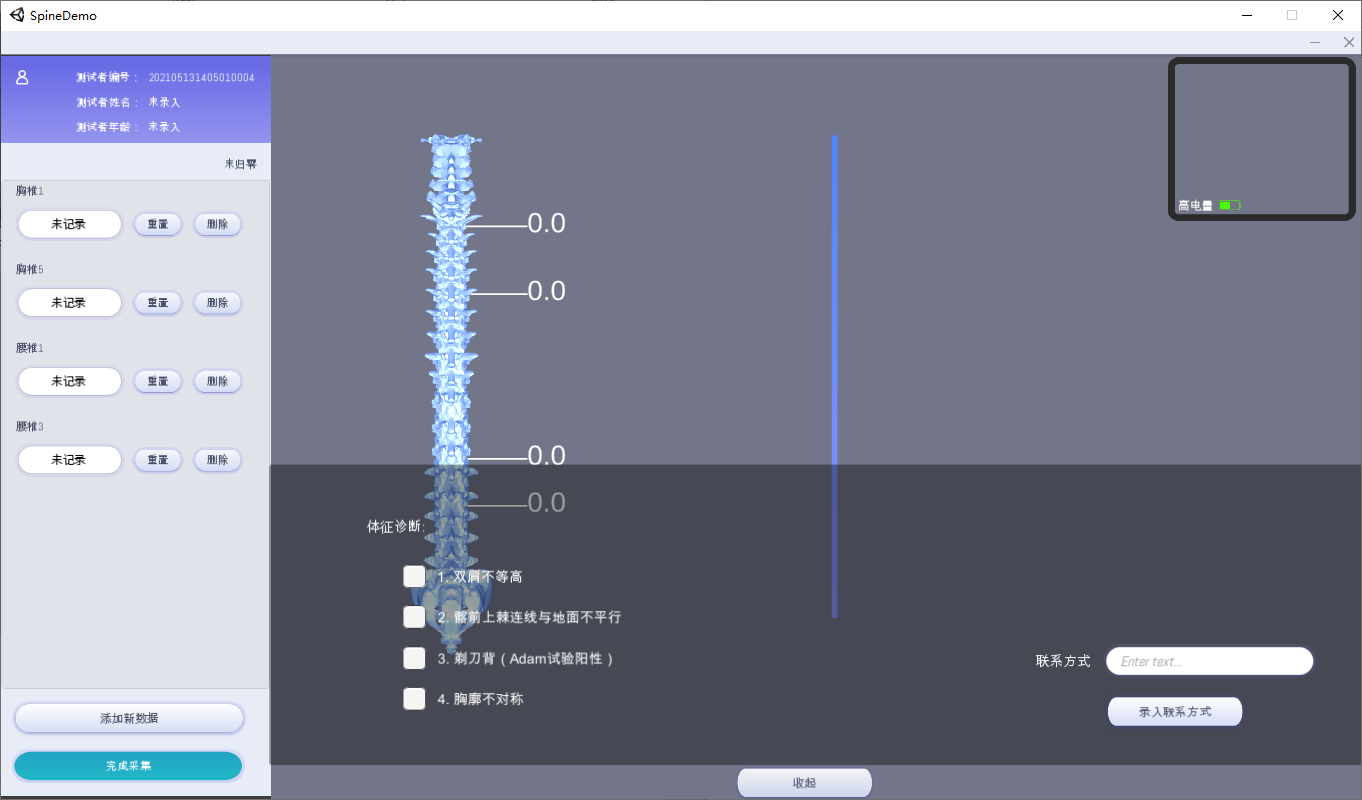 SpineDemo
测试者编号： 202105131405010004
测试者姓名： 未录入
测试者年龄： 未录入
未归零
胸椎1
未记录 重置 删除
胸椎5
未记录 重置 删除
腰椎1
未记录 重置 删除
腰椎3
未记录 重置 删除
添加新数据
完成采集
0.0
0.0
0.0
0.0
高电量
体征诊断:
1. 双肩不等高
2. 髂前上棘连线与地面不平行
3. 剃刀背（Adam试验阳性）
4. 胸廓不对称
联系方式 Enter text...
录入联系方式
收起